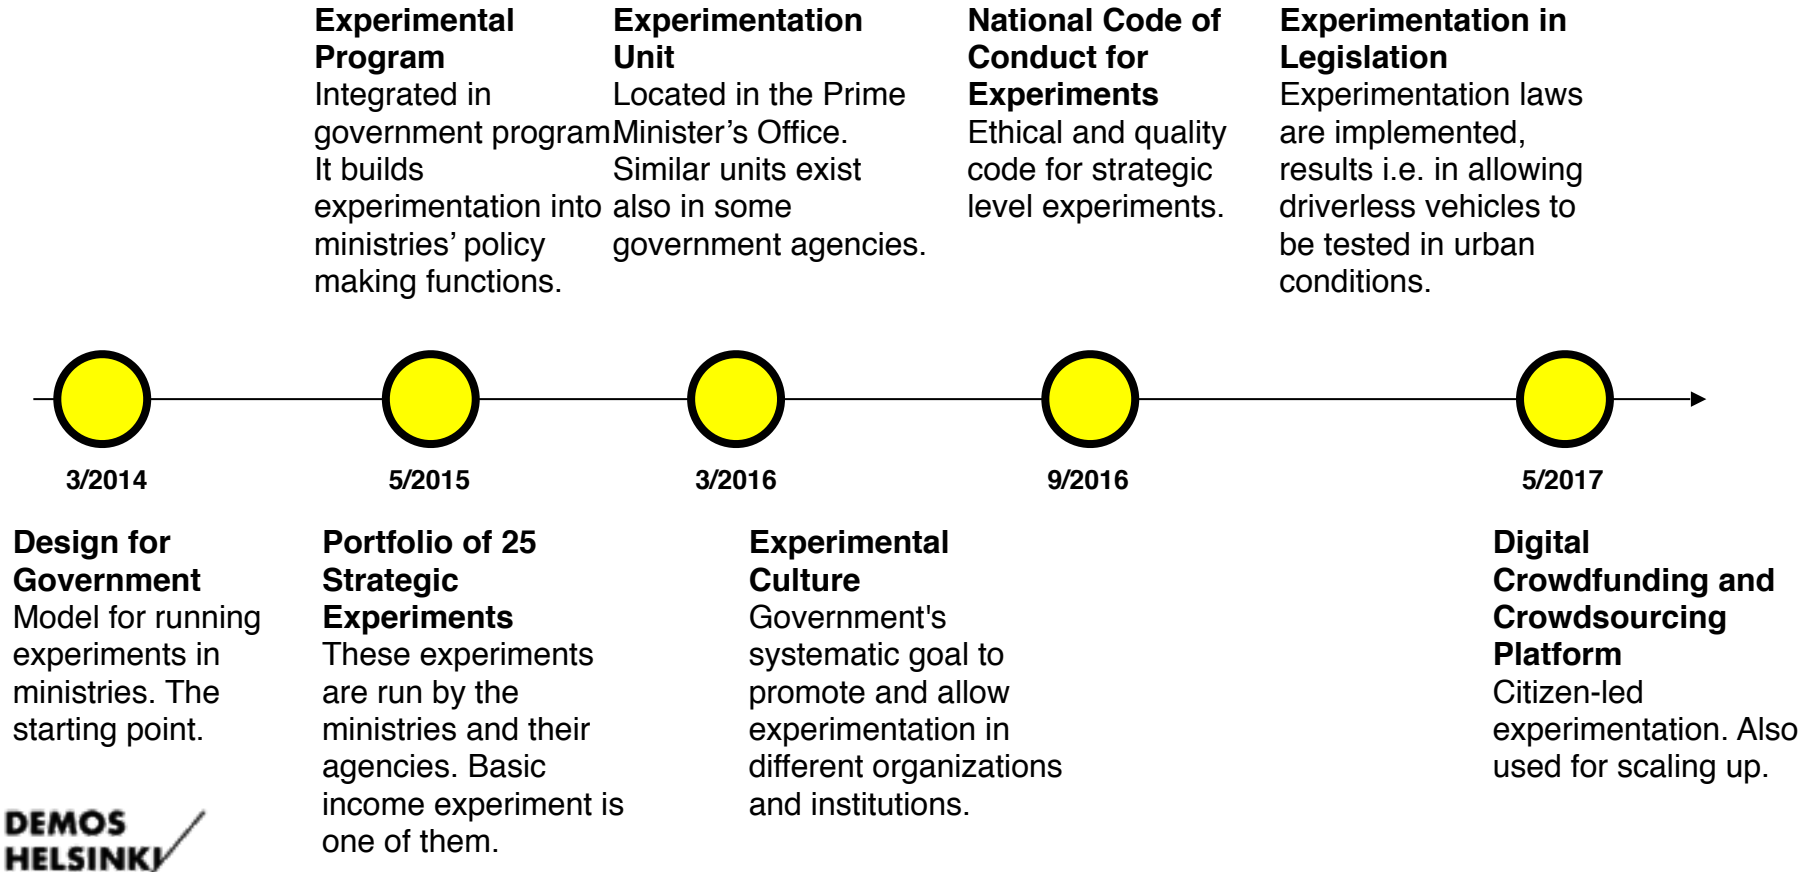 Experimental
Program
Integrated in
government program.
It builds
experimentation into
ministries’ policy
making functions.
Experimentation
Unit
Located in the Prime
Minister’s Office.
Similar units exist
also in some
government agencies.
National Code of
Conduct for
Experiments
Ethical and quality
code for strategic
level experiments.
Experimentation in
Legislation
Experimentation laws
are implemented,
results i.e. in allowing
driverless vehicles to
be tested in urban
conditions.
3/2014
5/2015
3/2016
9/2016
5/2017
Design for
Government
Model for running
experiments in
ministries. The
starting point.
Portfolio of 25
Strategic
Experiments
These experiments
are run by the
ministries and their
agencies. Basic
income experiment is
one of them.
Experimental
Culture
Government's
systematic goal to
promote and allow
experimentation in
different organizations
and institutions.
Digital
Crowdfunding and
Crowdsourcing
Platform
Citizen-led
experimentation. Also
used for scaling up.
DEMOS
HELSINKI